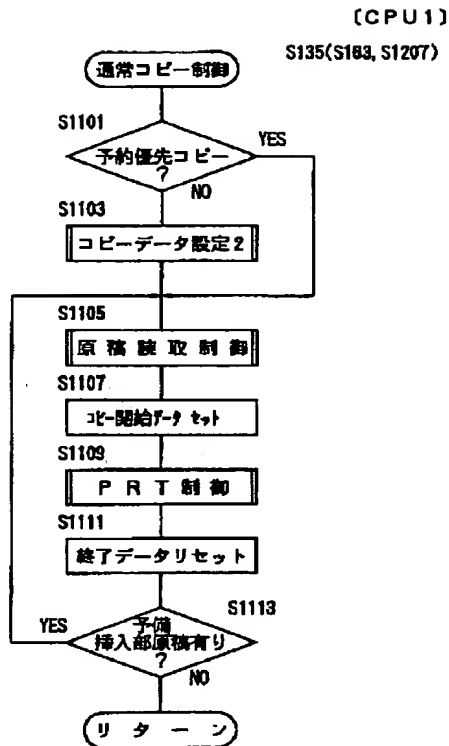 [CPU1]
S135(S163, S1207)
通常コピー制御
S1101
予約優先コピー
?
YES
NO
S1103
コピーデータ設定2
S1105
原稿読取制御
S1107
コピー開始データ セット
S1109
PRT制御
S1111
終了データリセット
S1113
予備
挿入部原稿有り
?
YES
NO
リターン